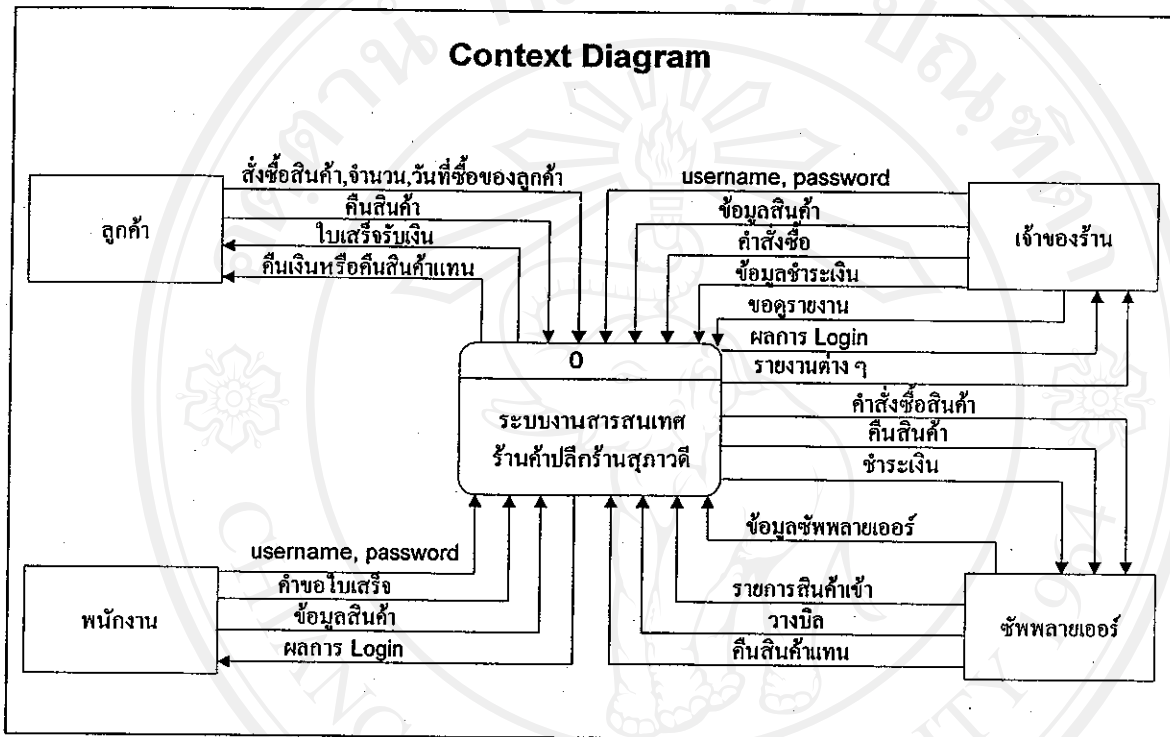 Context Diagram
ลูกค้า
สั่งซื้อสินค้า,จำนวน,วันที่ซื้อของลูกค้า
คืนสินค้า
ใบเสร็จรับเงิน
คืนเงินหรือคืนสินค้าแทน
username, password
ข้อมูลสินค้า
คำสั่งซื้อ
ข้อมูลชำระเงิน
ขอดูรายงาน
ผลการ Login
รายงานต่าง ๆ
เจ้าของร้าน
0
ระบบงานสารสนเทศ
ร้านค้าปลีกร้านสุภาวดี
คำสั่งซื้อสินค้า
คืนสินค้า
ชำระเงิน
ข้อมูลซัพพลายเออร์
รายการสินค้าเข้า
วางบิล
คืนสินค้าแทน
ซัพพลายเออร์
พนักงาน
username, password
คำขอใบเสร็จ
ข้อมูลสินค้า
ผลการ Login